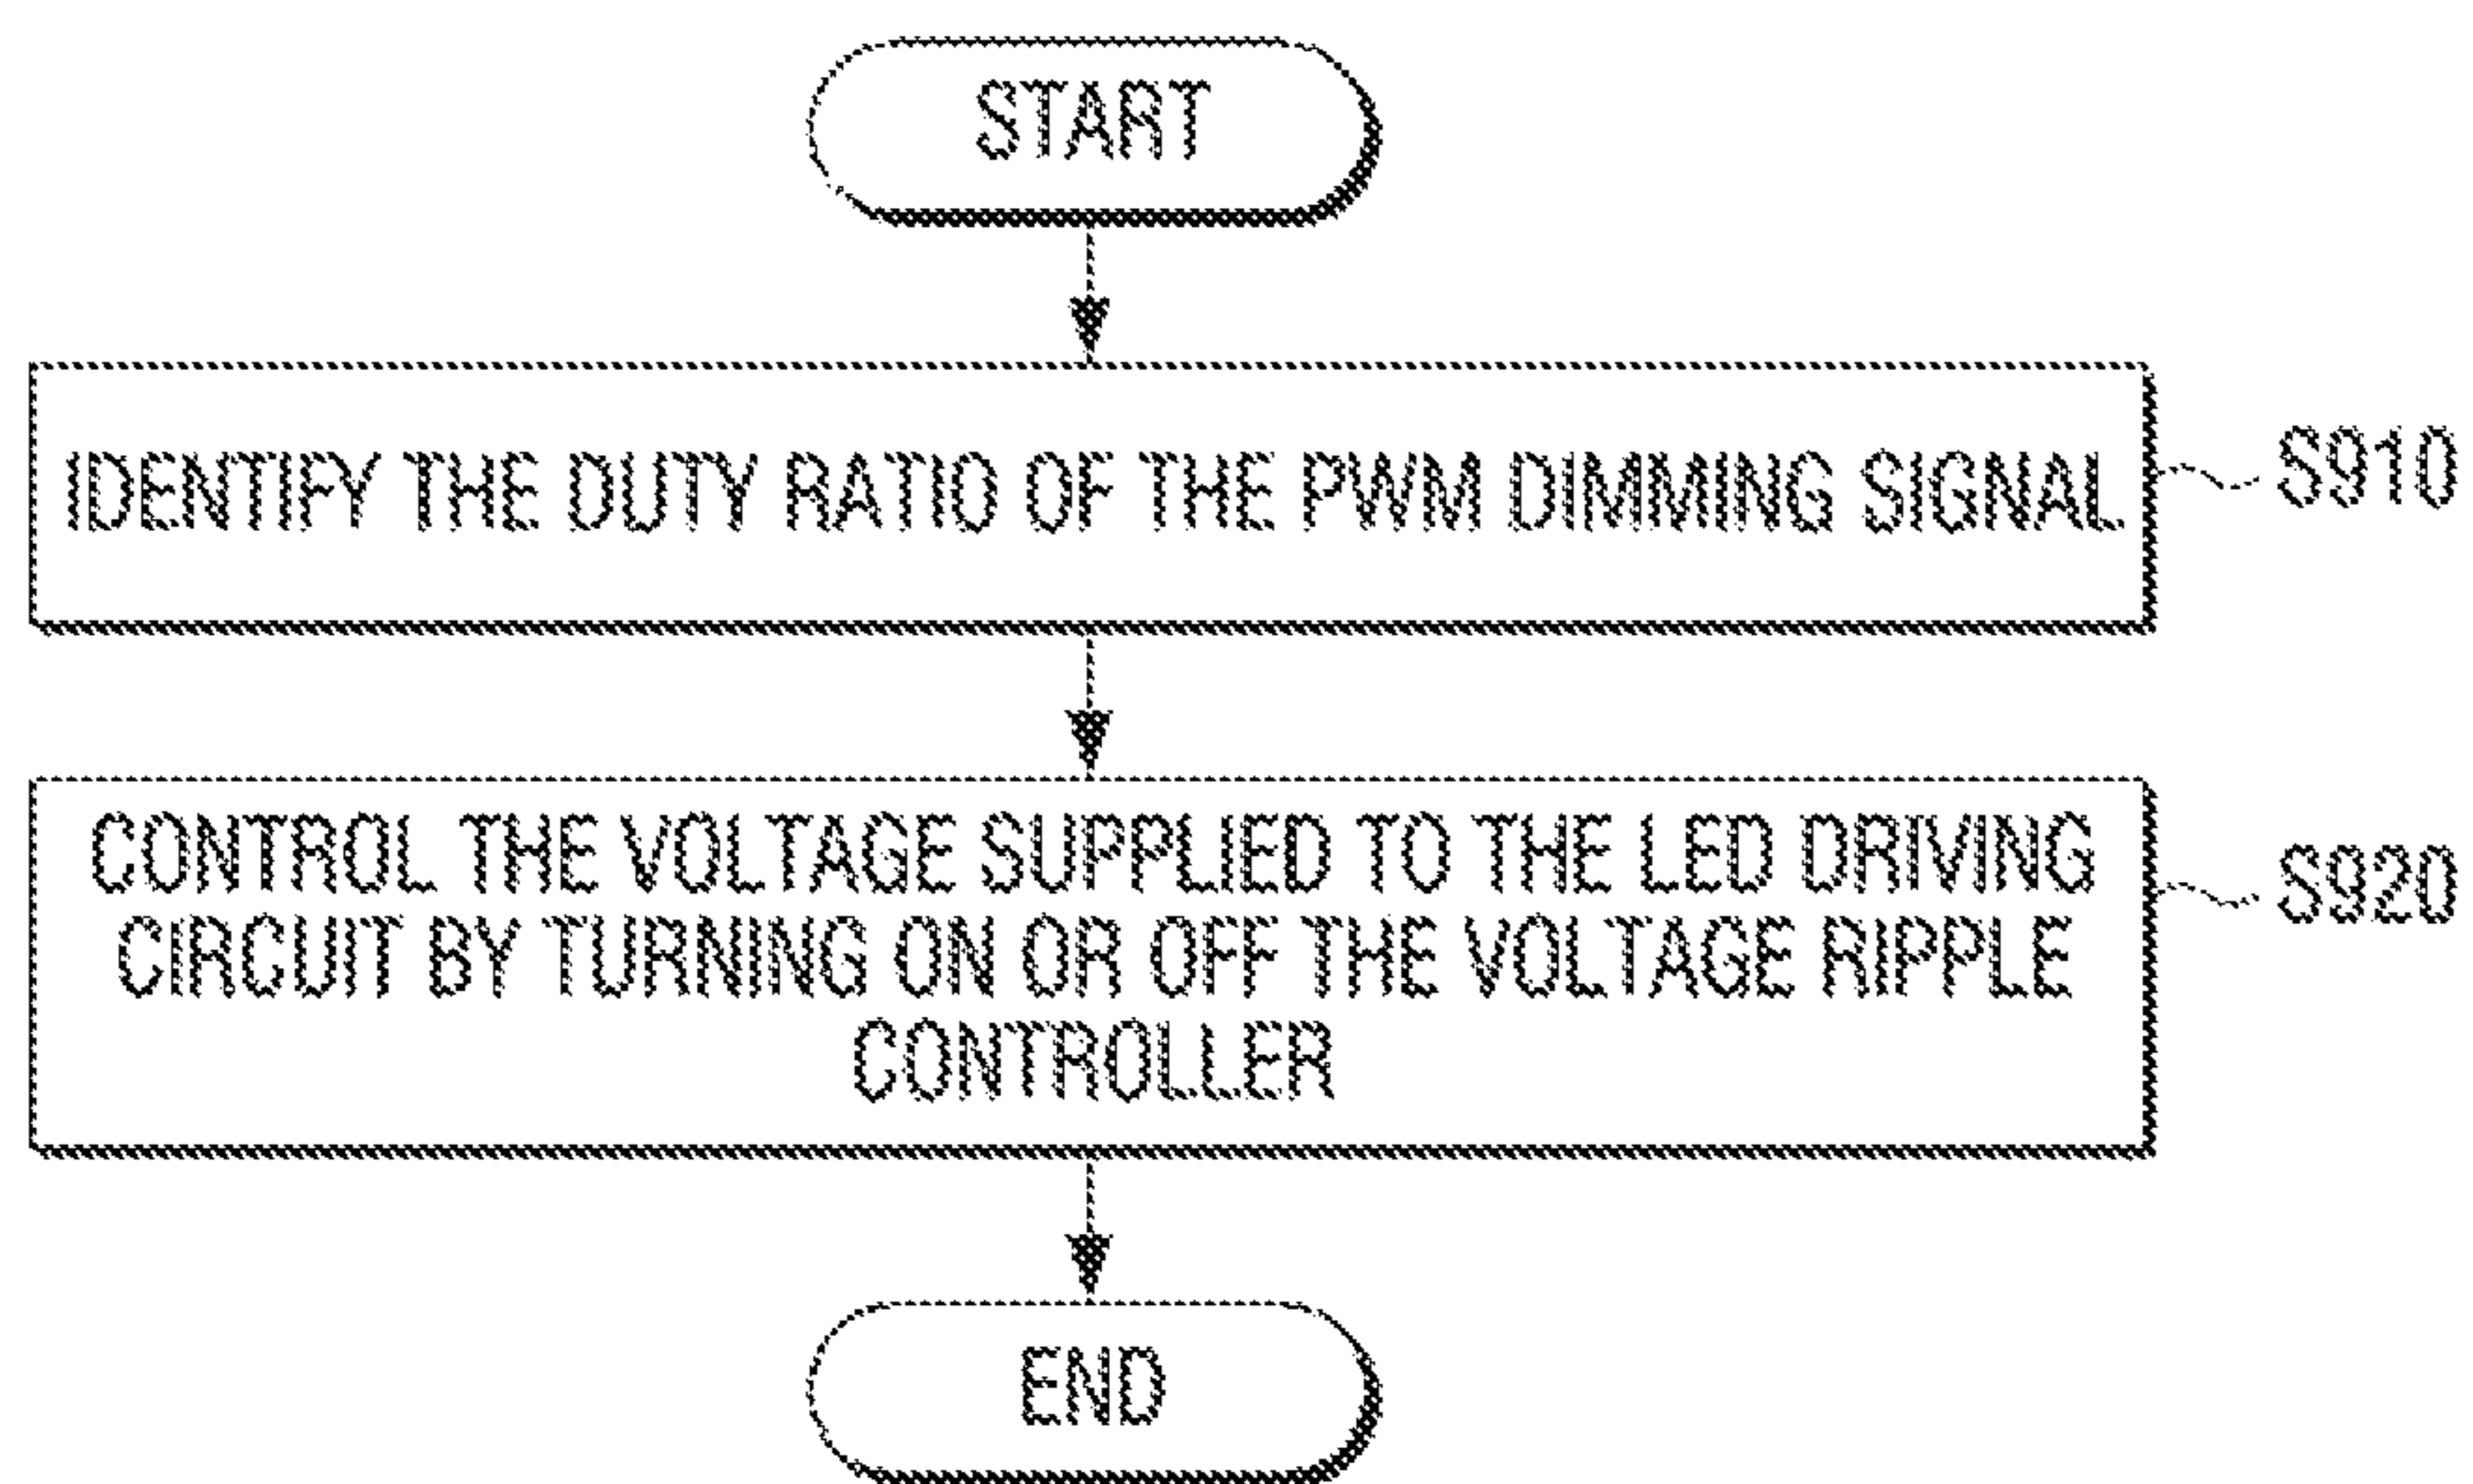 START
IDENTIFY THE DUTY RATIO OF THE PWM DIMMING SIGNAL
S910
CONTROL THE VOLTAGE SUPPLIED TO THE LED DRIVING
CIRCUIT BY TURNING ON OR OFF THE VOLTAGE RIPPLE
CONTROLLER
S920
END